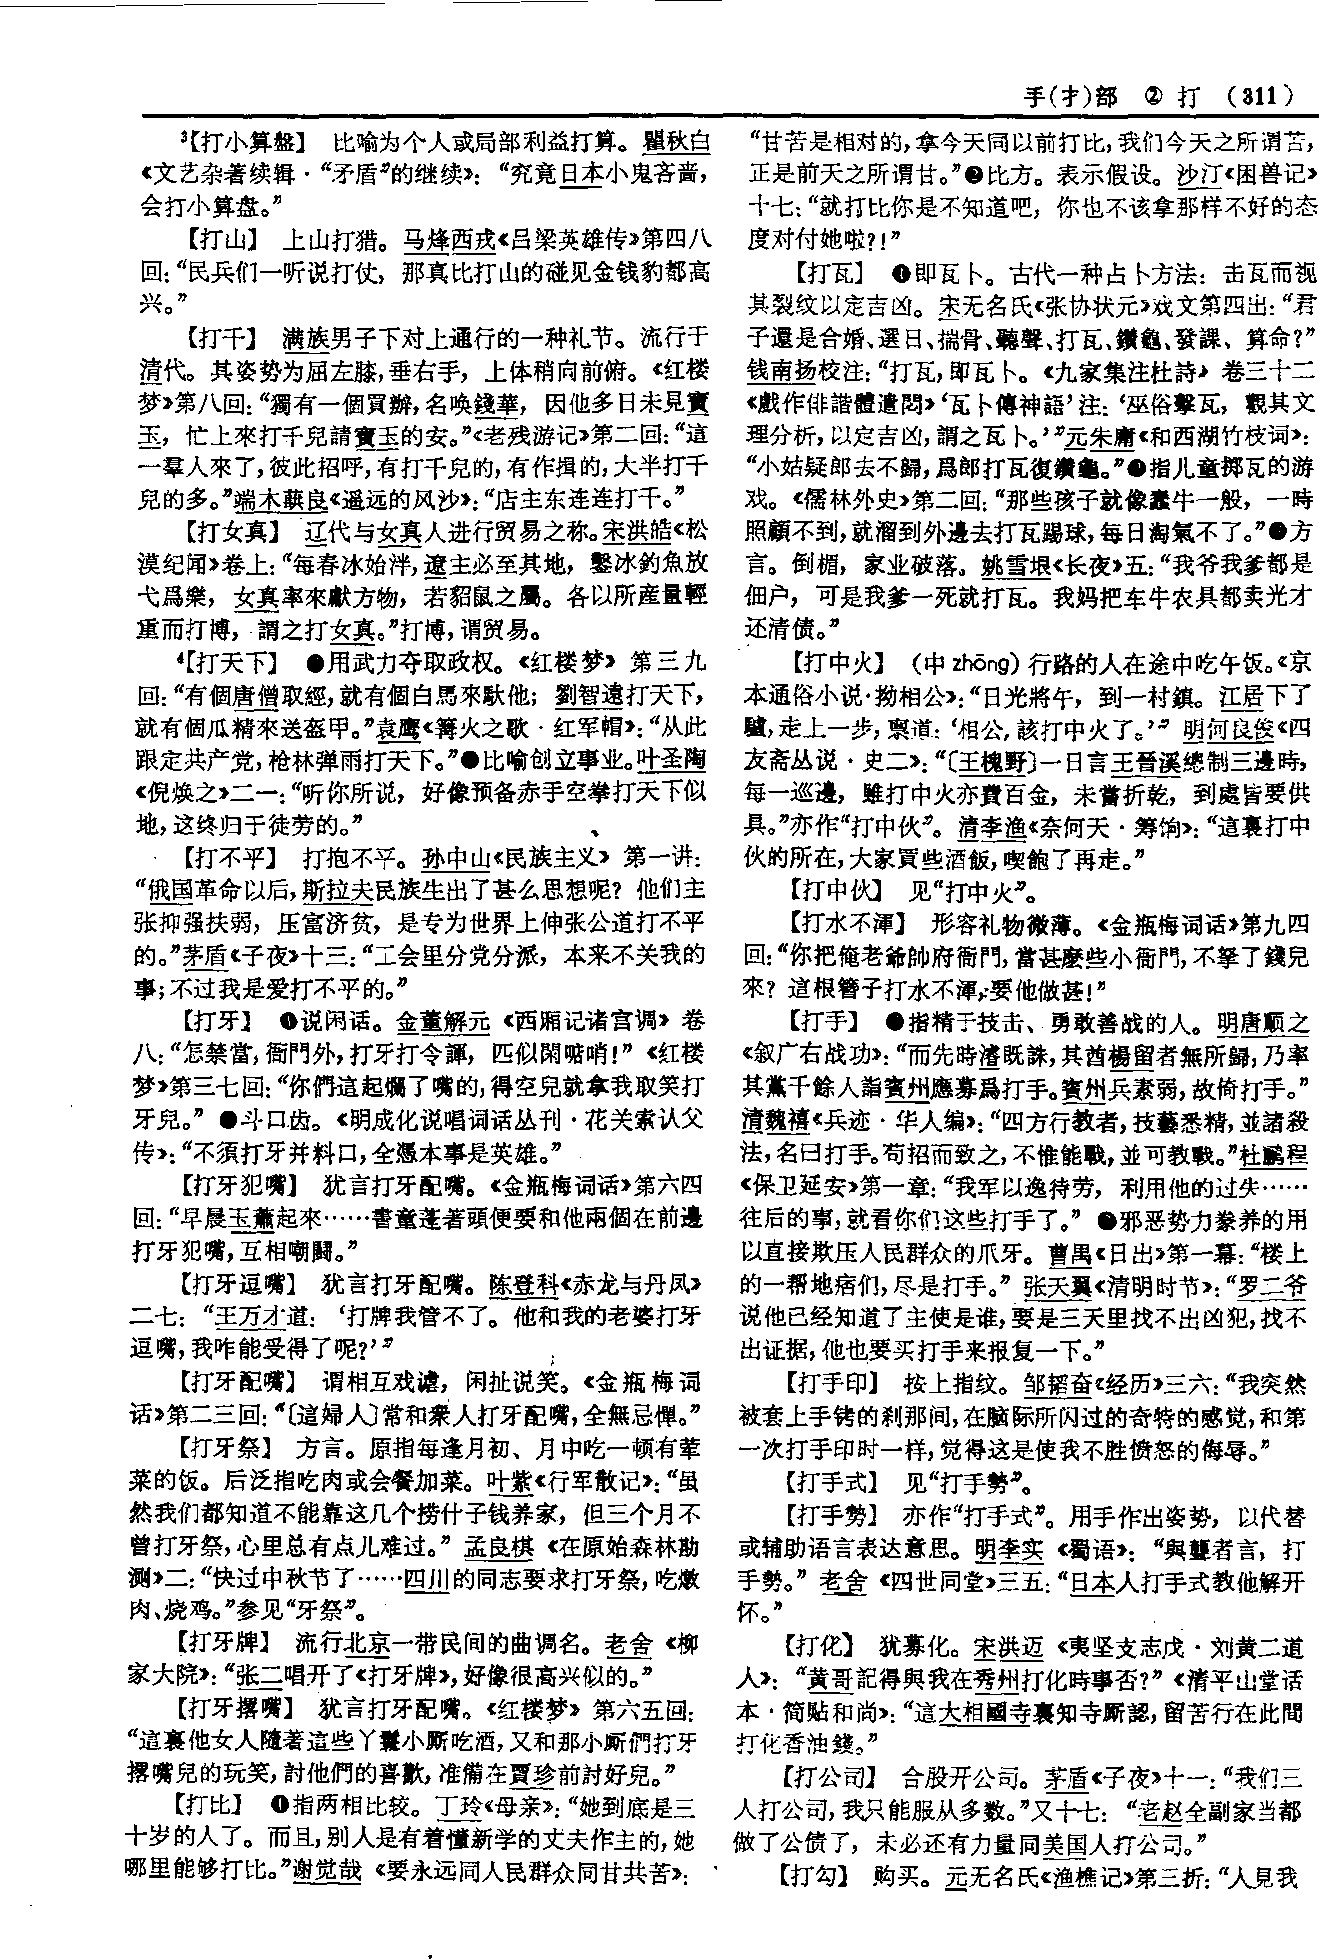 手(扌)部 ② 打 (311)
³【打小算盤】 比喻为个人或局部利益打算。瞿秋白
《文艺杂著续辑·“矛盾”的继续》：“究竟日本小鬼吝啬，
会打小算盘。”
【打山】 上山打猎。马烽西戎《吕梁英雄传》第四八
回：“民兵们一听说打仗，那真比打山的碰见金钱豹都高
兴。”
【打千】 满族男子下对上通行的一种礼节。流行于
清代。其姿势为屈左膝，垂右手，上体稍向前俯。《红楼
梦》第八回：“獨有一個買辦，名唤錢華，因他多日未見寶
玉，忙上來打千兒請寶玉的安。”《老残游记》第二回：“這
一羣人來了，彼此招呼，有打千兒的，有作揖的，大半打千
兒的多。”端木蕻良《遥远的风沙》：“店主东连连打千。”
【打女真】 辽代与女真人进行贸易之称。宋洪皓《松
漠纪闻》卷上：“每春冰始泮，遼主必至其地，鑿冰釣魚放
弋爲樂，女真率來獻方物，若貂鼠之屬。各以所産量輕
重而打博，謂之打女真。”打博，谓贸易。
⁴【打天下】 ❶用武力夺取政权。《红楼梦》第三九
回：“有個唐僧取經，就有個白馬來馱他；劉智遠打天下，
就有個瓜精來送盔甲。”袁鹰《篝火之歌·红军帽》：“从此
跟定共产党，枪林弹雨打天下。”❷比喻创立事业。叶圣陶
《倪焕之》二一：“听你所说，好像预备赤手空拳打天下似
地，这终归于徒劳的。”
【打不平】 打抱不平。孙中山《民族主义》第一讲：
“俄国革命以后，斯拉夫民族生出了甚么思想呢？他们主
张抑强扶弱，压富济贫，是专为世界上伸张公道打不平
的。”茅盾《子夜》十三：“工会里分党分派，本来不关我的
事；不过我是爱打不平的。”
【打牙】 ❶说闲话。金董解元《西厢记诸宫调》卷
八：“怎禁當，衙門外，打牙打令諢，匹似閑唬哨！”《红楼
梦》第三七回：“你們這起爛了嘴的，得空兒就拿我取笑打
牙兒。”❷斗口齿。《明成化说唱词话丛刊·花关索认父
传》：“不須打牙并料口，全憑本事是英雄。”
【打牙犯嘴】 犹言打牙配嘴。《金瓶梅词话》第六四
回：“早晨玉簫起來……書童蓬著頭便要和他兩個在前邊
打牙犯嘴，互相嘲鬪。”
【打牙逗嘴】 犹言打牙配嘴。陈登科《赤龙与丹凤》
二七：“王万才道：‘打牌我管不了。他和我的老婆打牙
逗嘴，我咋能受得了呢？’”
【打牙配嘴】 谓相互戏谑，闲扯说笑。《金瓶梅词
话》第二三回：“〔這婦人〕常和衆人打牙配嘴，全無忌憚。”
【打牙祭】 方言。原指每逢月初、月中吃一顿有荤
菜的饭。后泛指吃肉或会餐加菜。叶紫《行军散记》：“虽
然我们都知道不能靠这几个捞什子钱养家，但三个月不
曾打牙祭，心里总有点儿难过。”孟良棋《在原始森林勘
测》二：“快过中秋节了……四川的同志要求打牙祭，吃燉
肉、烧鸡。”参见“牙祭”。
【打牙牌】 流行北京一带民间的曲调名。老舍《柳
家大院》：“张二唱开了《打牙牌》，好像很高兴似的。”
【打牙撂嘴】 犹言打牙配嘴。《红楼梦》第六五回：
“這裏他女人隨著這些丫鬟小厮吃酒，又和那小厮們打牙
撂嘴兒的玩笑，討他們的喜歡，准備在賈珍前討好兒。”
【打比】 ❶指两相比较。丁玲《母亲》：“她到底是三
十岁的人了。而且，别人是有着懂新学的丈夫作主的，她
哪里能够打比。”谢觉哉《要永远同人民群众同甘共苦》：
“甘苦是相对的，拿今天同以前打比，我们今天之所谓苦，
正是前天之所谓甘。”❷比方。表示假设。沙汀《困兽记》
十七：“就打比你是不知道吧，你也不该拿那样不好的态
度对付她啦？！”
【打瓦】 ❶即瓦卜。古代一种占卜方法：击瓦而视
其裂纹以定吉凶。宋无名氏《张协状元》戏文第四出：“君
子還是合婚、選日、揣骨、聽聲、打瓦、鑽龜、發課、算命？”
钱南扬校注：“打瓦，即瓦卜。《九家集注杜詩》卷三十二
《戲作俳諧體遣悶》‘瓦卜傳神語’注：‘巫俗擊瓦，觀其文
理分析，以定吉凶，謂之瓦卜。’”元朱庸《和西湖竹枝词》：
“小姑疑郎去不歸，爲郎打瓦復鑽龜。”❷指儿童掷瓦的游
戏。《儒林外史》第二回：“那些孩子就像蠢牛一般，一時
照顧不到，就溜到外邊去打瓦踢球，每日淘氣不了。”❸方
言。倒楣，家业破落。姚雪垠《长夜》五：“我爷我爹都是
佃户，可是我爹一死就打瓦。我妈把车牛农具都卖光才
还清债。”
【打中火】 (中 zhōng) 行路的人在途中吃午饭。《京
本通俗小说·拗相公》：“日光將午，到一村鎮。江居下了
驢，走上一步，禀道：‘相公，該打中火了。’”明何良俊《四
友斋丛说·史二》：“〔王槐野〕一日言王晉溪總制三邊時，
每一巡邊，雖打中火亦費百金，未嘗折乾，到處皆要供
具。”亦作“打中伙”。清李渔《奈何天·筹饷》：“這裏打中
伙的所在，大家買些酒飯，喫飽了再走。”
【打中伙】 见“打中火”。
【打水不渾】 形容礼物微薄。《金瓶梅词话》第九四
回：“你把俺老爺帥府衙門，當甚麽些小衙門，不拏了錢兒
來？這根簪子打水不渾，要他做甚！”
【打手】 ❶指精于技击、勇敢善战的人。明唐顺之
《叙广右战功》：“而先時濆既誅，其酋楊留者無所歸，乃率
其黨千餘人詣賓州應募爲打手。賓州兵素弱，故倚打手。”
清魏禧《兵迹·华人编》：“四方行教者，技藝悉精，並諸殺
法，名曰打手。苟招而致之，不惟能戰，並可教戰。”杜鹏程
《保卫延安》第一章：“我军以逸待劳，利用他的过失……
往后的事，就看你们这些打手了。”❷邪恶势力豢养的用
以直接欺压人民群众的爪牙。曹禺《日出》第一幕：“楼上
的一帮地痞们，尽是打手。”张天翼《清明时节》：“罗二爷
说他已经知道了主使是谁，要是三天里找不出凶犯，找不
出证据，他也要买打手来报复一下。”
【打手印】 按上指纹。邹韬奋《经历》三六：“我突然
被套上手铐的刹那间，在脑际所闪过的奇特的感觉，和第
一次打手印时一样，觉得这是使我不胜愤怒的侮辱。”
【打手式】 见“打手勢”。
【打手勢】 亦作“打手式”。用手作出姿势，以代替
或辅助语言表达意思。明李实《蜀语》：“與聾者言，打
手勢。”老舍《四世同堂》三五：“日本人打手式教他解开
怀。”
【打化】 犹募化。宋洪迈《夷坚支志戊·刘黄二道
人》：“黄哥記得與我在秀州打化時事否？”《清平山堂话
本·简贴和尚》：“這大相國寺裏知寺厮認，留苦行在此間
打化香油錢。”
【打公司】 合股开公司。茅盾《子夜》十一：“我们三
人打公司，我只能服从多数。”又十七：“老赵全副家当都
做了公债了，未必还有力量同美国人打公司。”
【打勾】 购买。元无名氏《渔樵记》第三折：“人見我